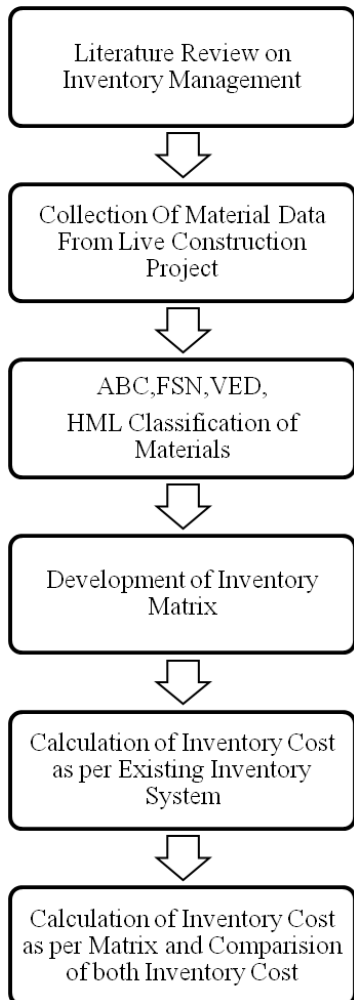 Literature Review on
Inventory Management
Collection Of Material Data
From Live Construction
Project
ABC,FSN,VED,
HML Classification of
Materials
Development of Inventory
Matrix
Calculation of Inventory Cost
as per Existing Inventory
System
Calculation of Inventory Cost
as per Matrix and Comparision
of both Inventory Cost